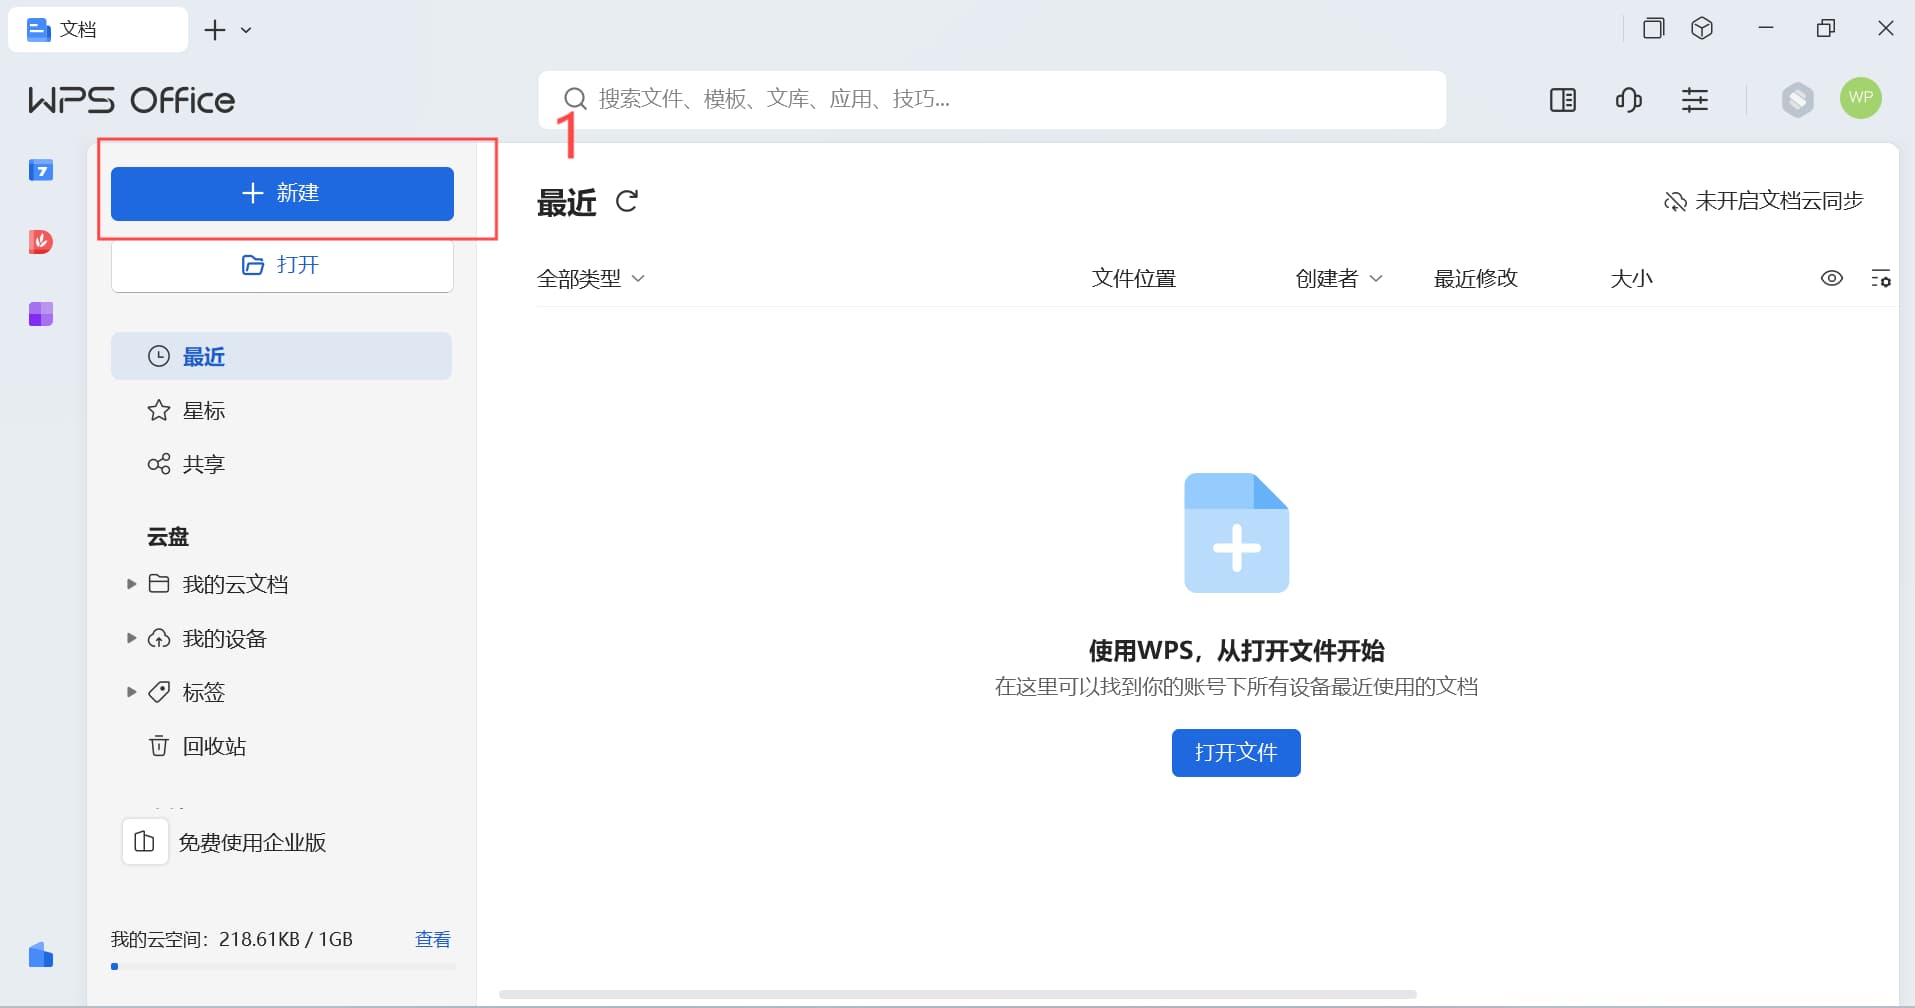 文档
WPS Office
搜索文件、模板、文库、应用、技巧...
WP
1
7
新建
打开
最近
星标
共享
云盘
我的云文档
我的设备
标签
回收站
免费使用企业版
我的云空间：218.61KB / 1GB 查看
最近
未开启文档云同步
全部类型 文件位置 创建者 最近修改 大小
使用WPS，从打开文件开始
在这里可以找到你的账号下所有设备最近使用的文档
打开文件